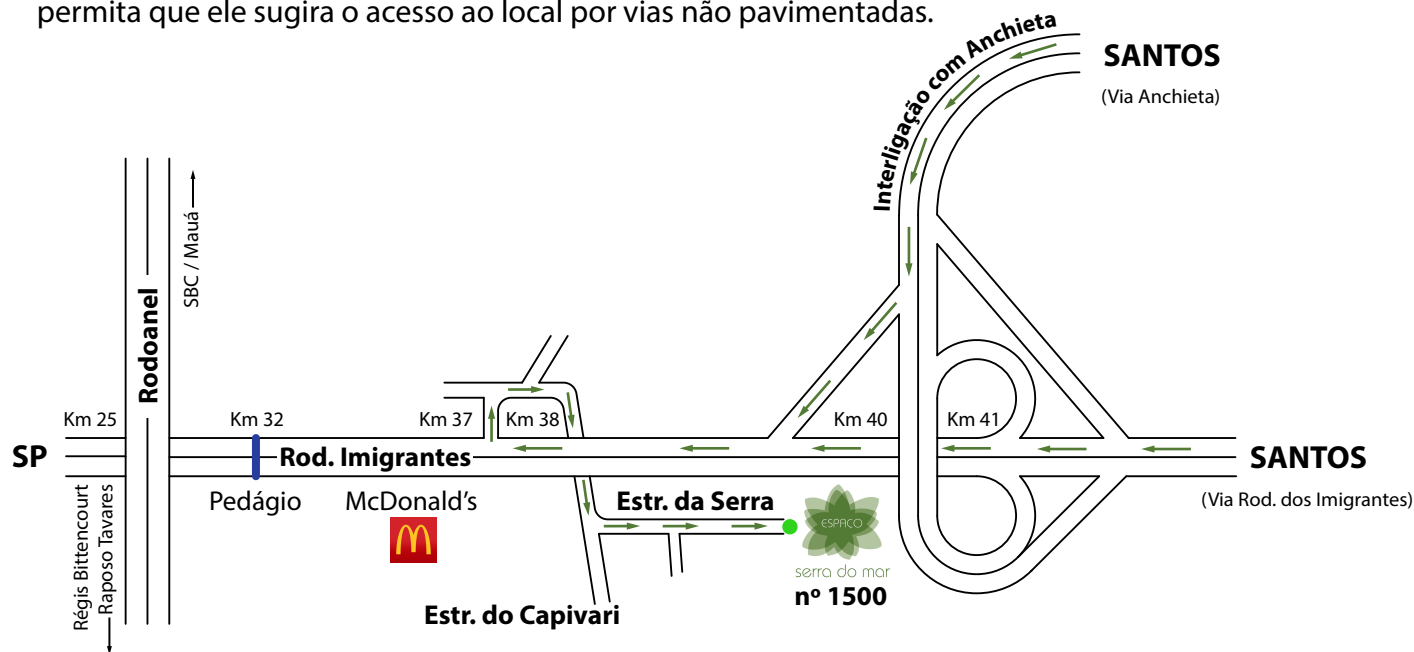 permita que ele sugira o acesso ao local por vias não pavimentadas.
Interligação com Anchieta
SANTOS
(Via Anchieta)
Rodoanel
SBC / Mauá
Km 25
Km 32
Km 37
Km 38
Km 40
Km 41
SP
Rod. Imigrantes
SANTOS
(Via Rod. dos Imigrantes)
Pedágio
McDonald's
Estr. da Serra
ESPAÇO
serra do mar
nº 1500
Régis Bittencourt
Raposo Tavares
Estr. do Capivari